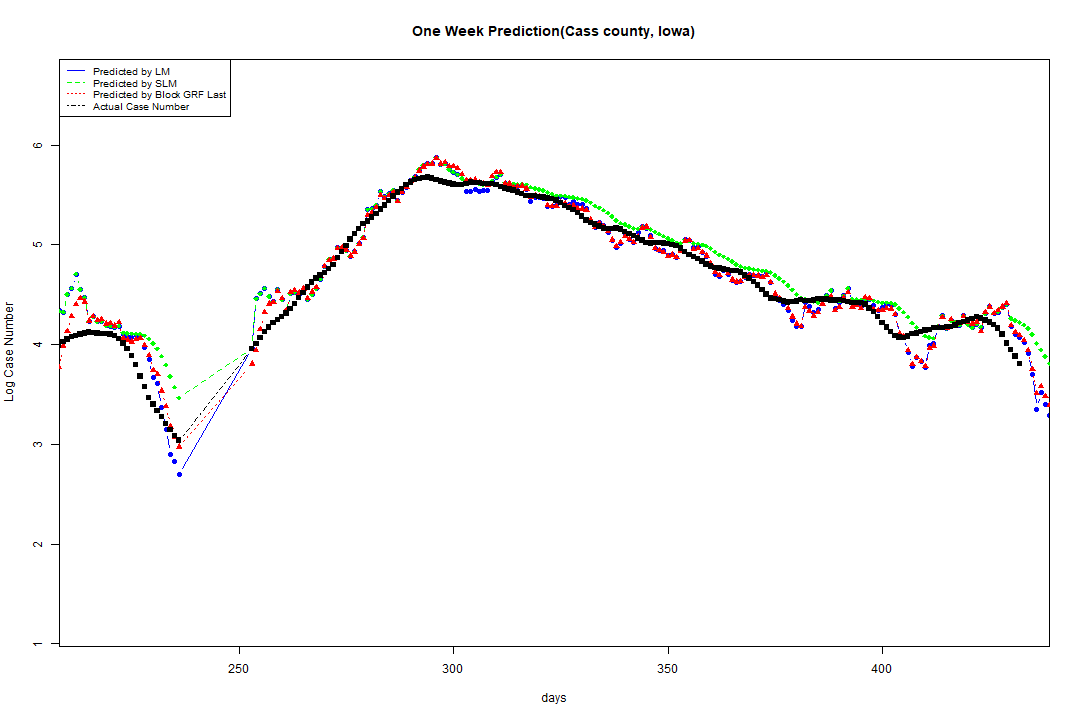 One Week Prediction(Cass county, Iowa)
Predicted by LM
Predicted by SLM
Predicted by Block GRF Last
Actual Case Number
Log Case Number
6
5
4
3
2
1
250 300 350 400
days